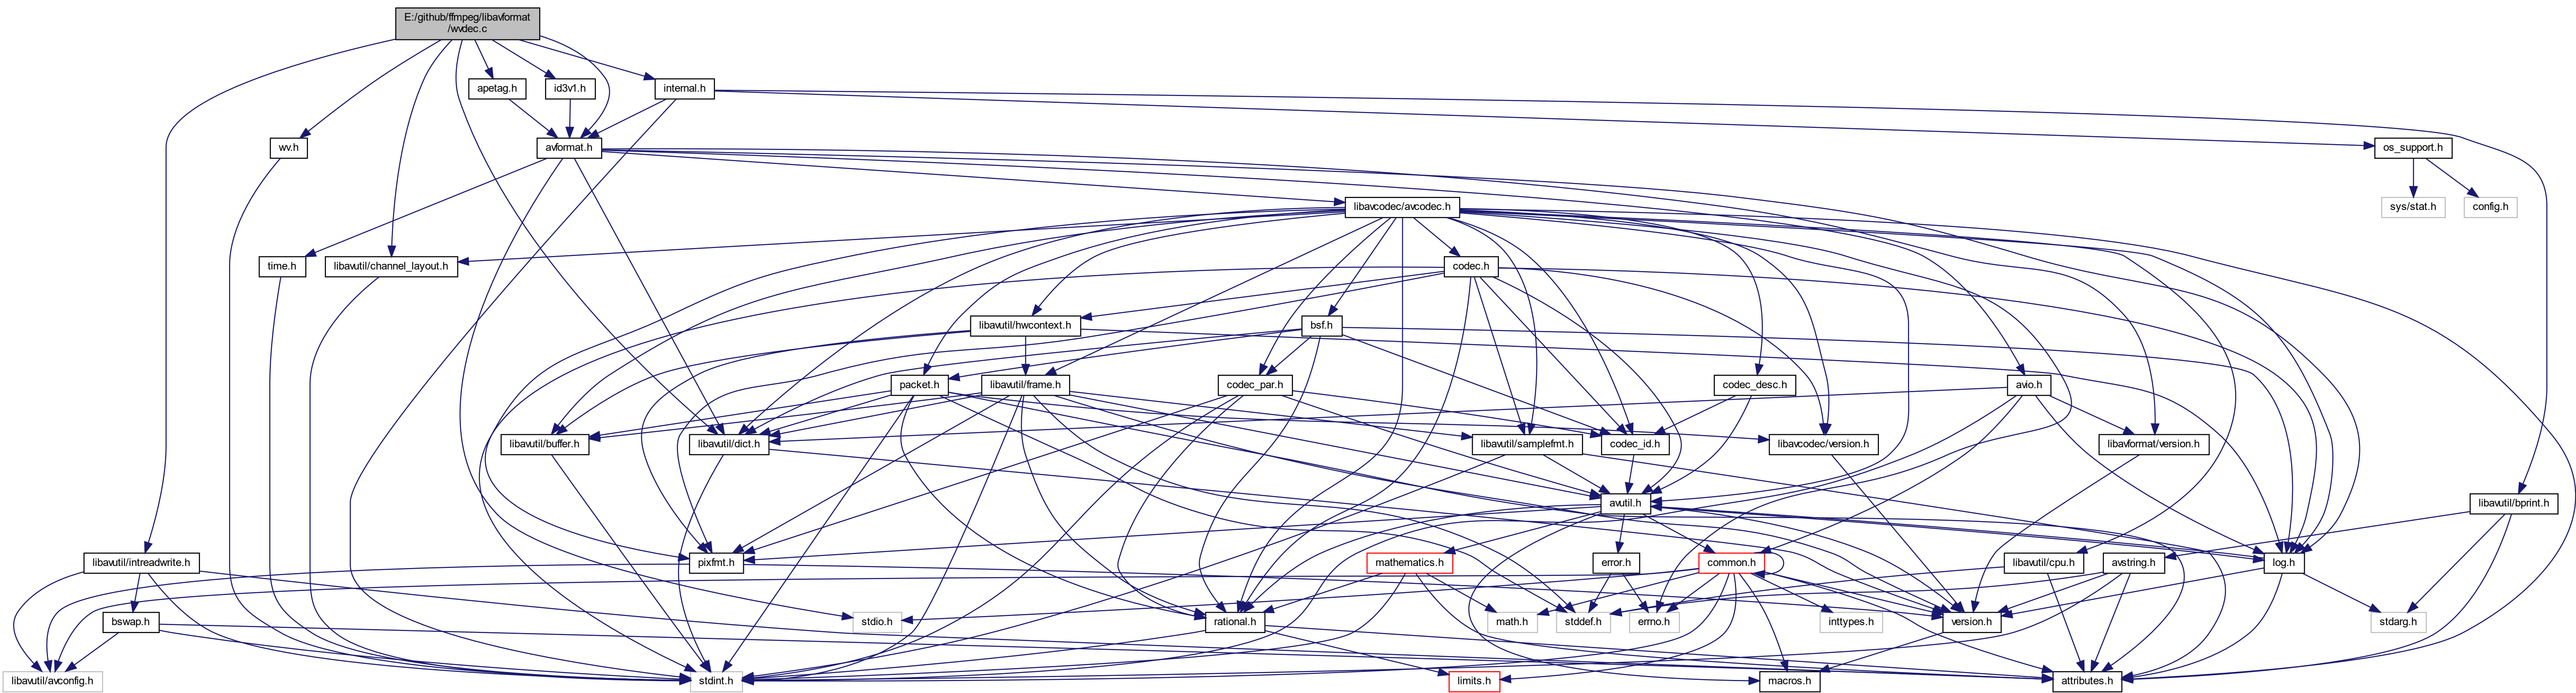 E:/github/ffmpeg/libavformat
/wvdec.c
apetag.h
id3v1.h
internal.h
wv.h
avformat.h
os_support.h
libavcodec/avcodec.h
sys/stat.h
config.h
time.h
libavutil/channel_layout.h
codec.h
libavutil/hwcontext.h
bsf.h
packet.h
libavutil/frame.h
codec_par.h
codec_desc.h
avio.h
libavutil/buffer.h
libavutil/dict.h
libavutil/samplefmt.h
codec_id.h
libavcodec/version.h
libavformat/version.h
avutil.h
libavutil/bprint.h
libavutil/intreadwrite.h
pixfmt.h
mathematics.h
error.h
common.h
libavutil/cpu.h
avstring.h
log.h
bswap.h
stdio.h
rational.h
math.h
stddef.h
errno.h
inttypes.h
version.h
stdarg.h
libavutil/avconfig.h
stdint.h
limits.h
macros.h
attributes.h